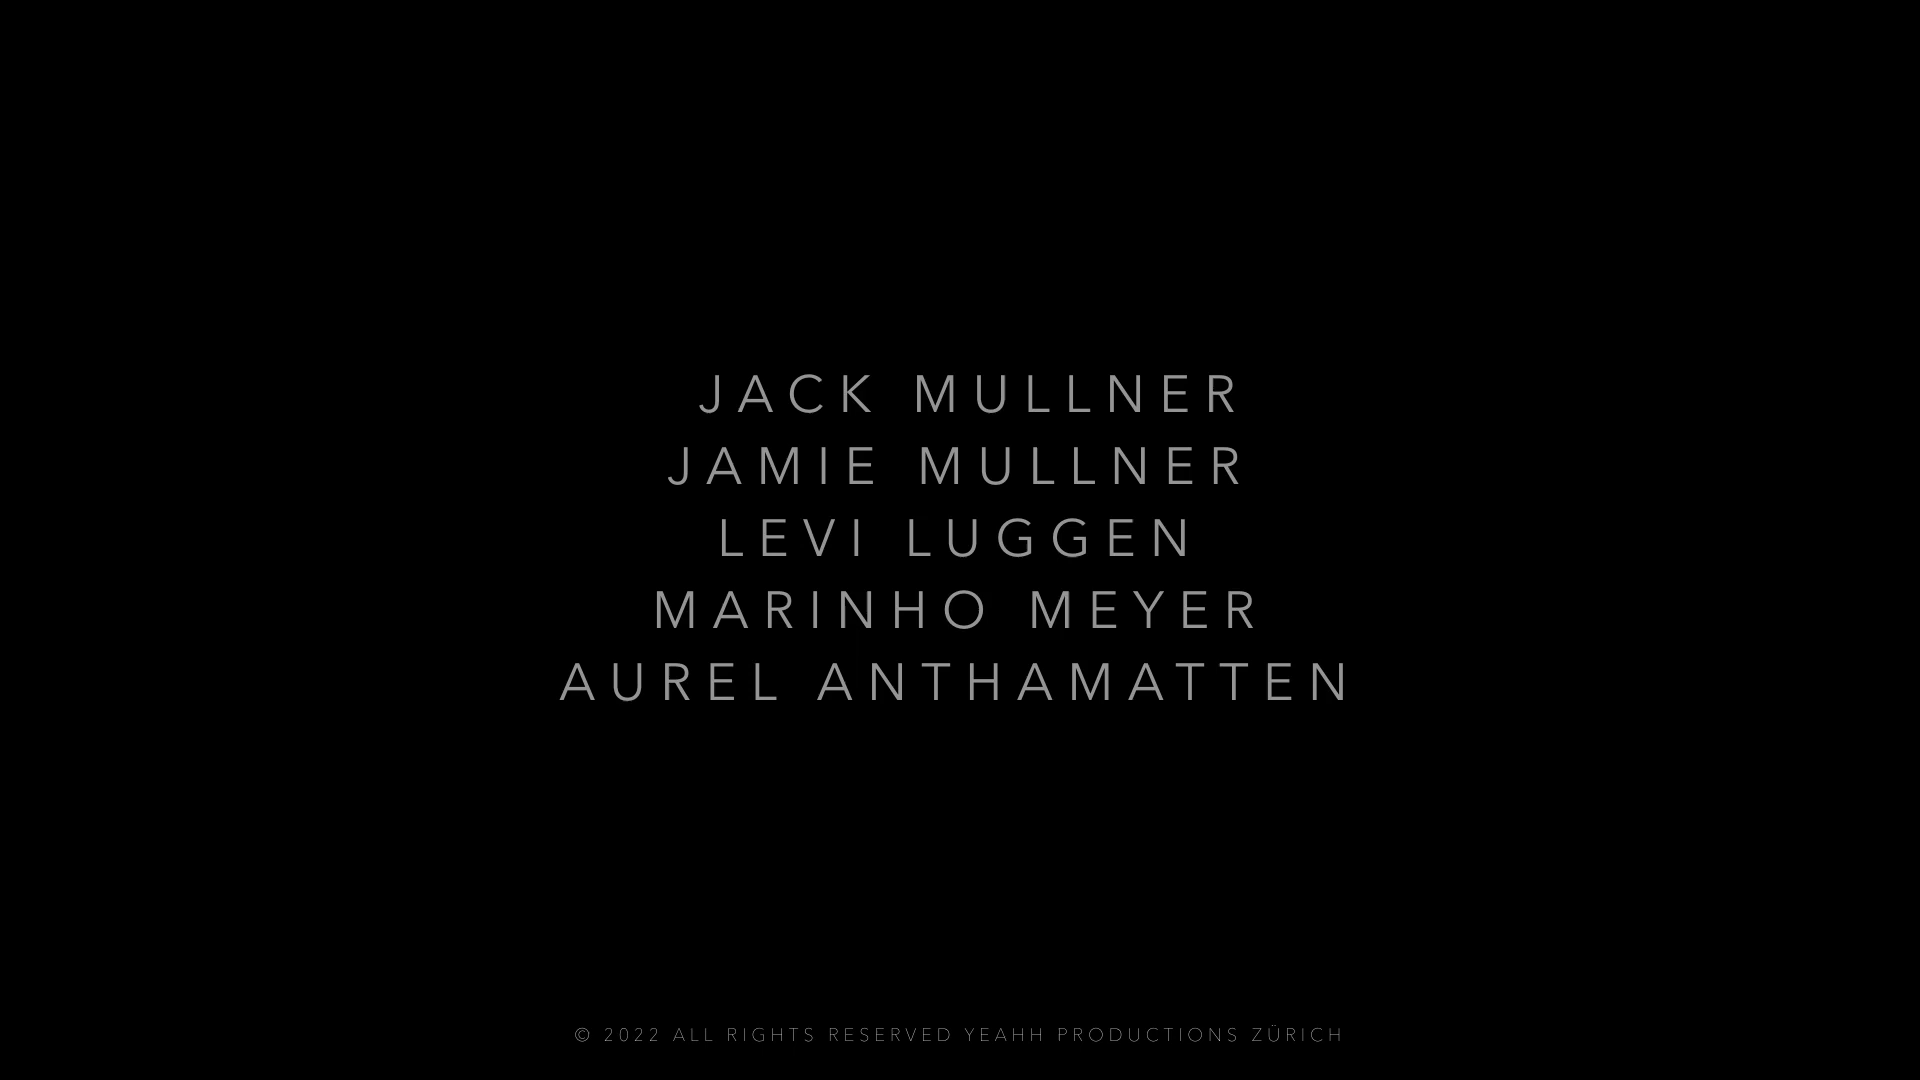 JACK MULLNER
JAMIE MULLNER
LEVI LUGGEN
MARINHO MEYER
AUREL ANTHAMATTEN
© 2022 ALL RIGHTS RESERVED YEAHH PRODUCTIONS ZÜRICH